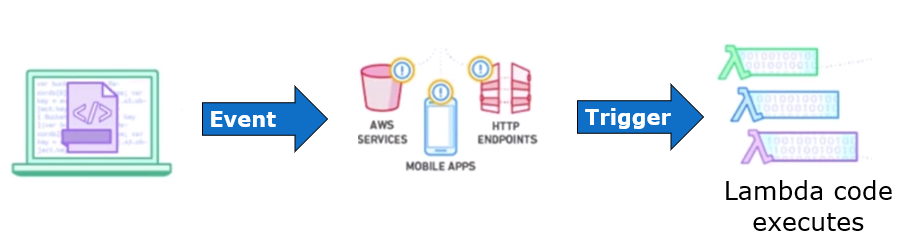 </>
Event
AWS
SERVICES
MOBILE APPS
HTTP
ENDPOINTS
Trigger
Lambda code
executes